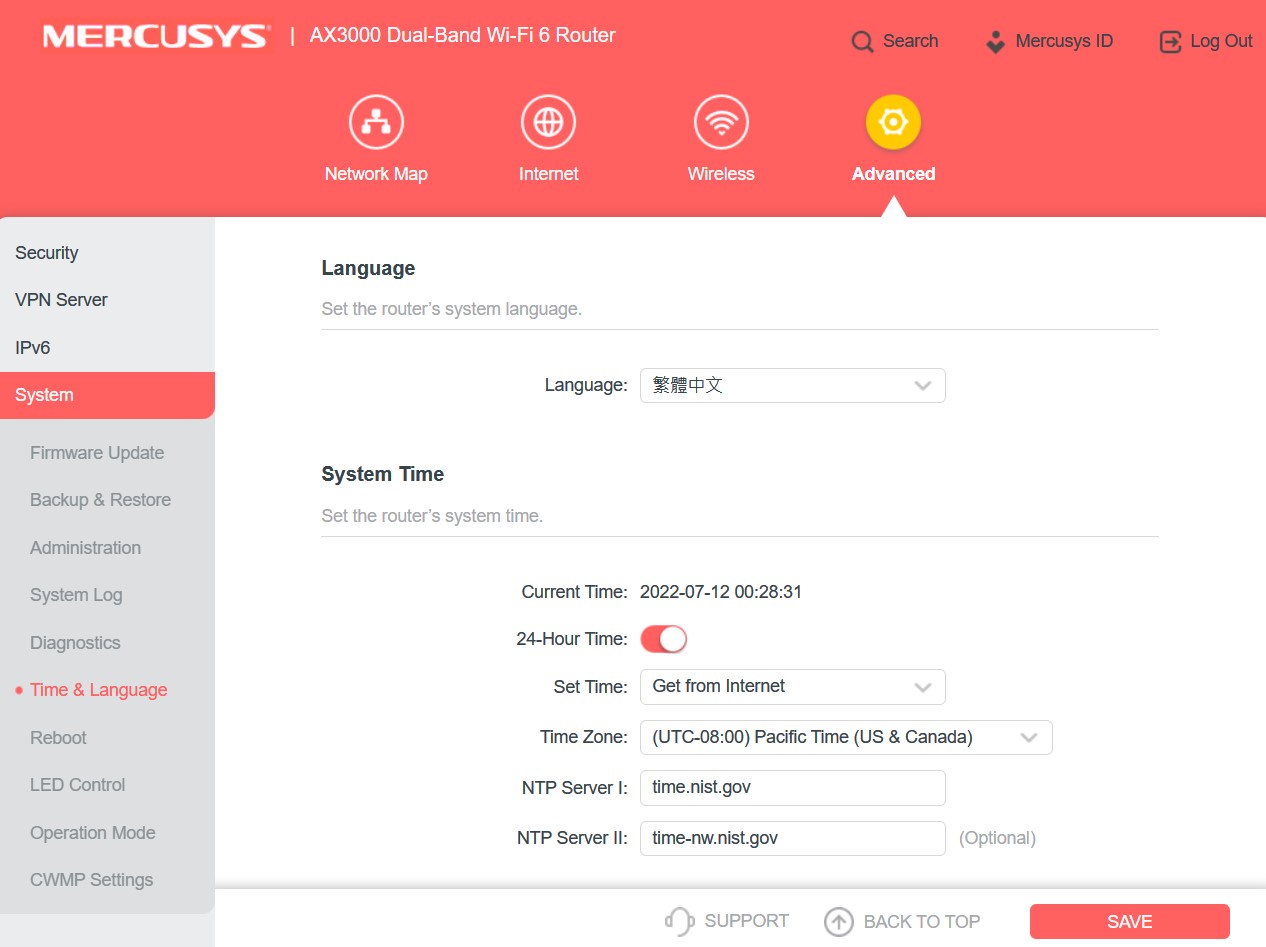 MERCUSYS | AX3000 Dual-Band Wi-Fi 6 Router
Search
Mercusys ID
Log Out
Network Map
Internet
Wireless
Advanced
Security
VPN Server
IPv6
System
Firmware Update
Backup & Restore
Administration
System Log
Diagnostics
Time & Language
Reboot
LED Control
Operation Mode
CWMP Settings
Language
Set the router's system language.
Language: 繁體中文
System Time
Set the router's system time.
Current Time: 2022-07-12 00:28:31
24-Hour Time:
Set Time: Get from Internet
Time Zone: (UTC-08:00) Pacific Time (US & Canada)
NTP Server I: time.nist.gov
NTP Server II: time-nw.nist.gov (Optional)
SUPPORT
BACK TO TOP
SAVE